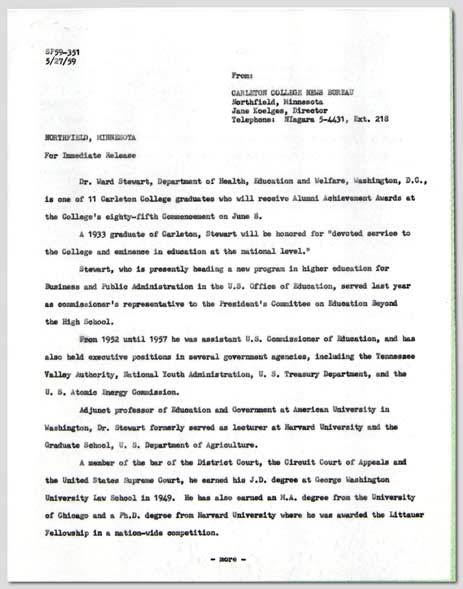 SP59-351
5/27/59
From:
CARLETON COLLEGE NEWS BUREAU
Northfield, Minnesota
Jane Koelges, Director
Telephone: NIagara 5-4431, Ext. 218
NORTHFIELD, MINNESOTA
For Immediate Release
Dr. Ward Stewart, Department of Health, Education and Welfare, Washington, D.C.,
is one of 11 Carleton College graduates who will receive Alumni Achievement Awards at
the College's eighty-fifth Commencement on June 8.
A 1933 graduate of Carleton, Stewart will be honored for "devoted service to
the College and eminence in education at the national level."
Stewart, who is presently heading a new program in higher education for
Business and Public Administration in the U.S. Office of Education, served last year
as commissioner's representative to the President's Committee on Education Beyond
the High School.
From 1952 until 1957 he was assistant U.S. Commissioner of Education, and has
also held executive positions in several government agencies, including the Tennessee
Valley Authority, National Youth Administration, U. S. Treasury Department, and the
U. S. Atomic Energy Commission.
Adjunct professor of Education and Government at American University in
Washington, Dr. Stewart formerly served as lecturer at Harvard University and the
Graduate School, U. S. Department of Agriculture.
A member of the bar of the District Court, the Circuit Court of Appeals and
the United States Supreme Court, he earned his J.D. degree at George Washington
University Law School in 1949. He has also earned an M.A. degree from the University
of Chicago and a Ph.D. degree from Harvard University where he was awarded the Littauer
Fellowship in a nation-wide competition.
- more -